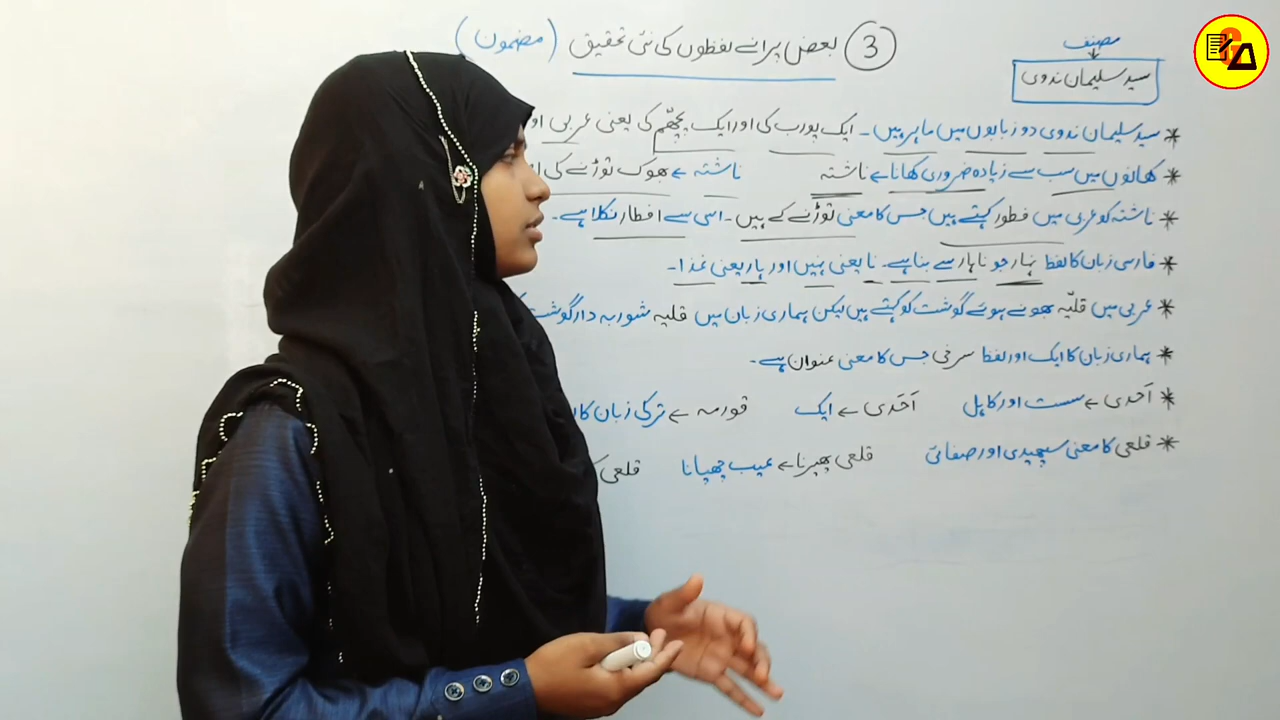 3 بعض پرانے لفظوں کی نئی تحقیق (مضمون)
مصنف
سید سلیمان ندوی
* سید سلیمان ندوی دو زبانوں میں ماہر ہیں۔ ایک پورب کی اور ایک پچھّم کی یعنی عربی او
* کھانوں میں سب سے زیادہ ضروری کھانا ← ناشتہ ناشتہ ← بھوک توڑنے کی
* ناشتہ کو عربی میں فطور کہتے ہیں جس کا معنی توڑنے کے ہیں۔ اسی سے افطار نکلا ہے۔
* فارسی زبان کا لفظ نہار جو ناہار سے بنا ہے۔ نا یعنی نہیں اور ہار یعنی غذا۔
* عربی میں قلیّہ بھونے ہوئے گوشت کو کہتے ہیں لیکن ہماری زبان میں قلیہ شوربہ دار گوشت
* ہماری زبان کا ایک اور لفظ سرخی جس کا معنی عنوان ہے۔
* اَحدی ← سست اور کاہل اَحَدی ← ایک قورمہ ← ترکی زبان کا
* قلعی کا معنی سپیدی اور صفائی قلعی پھیرنا ← عیب چھپانا قلعی